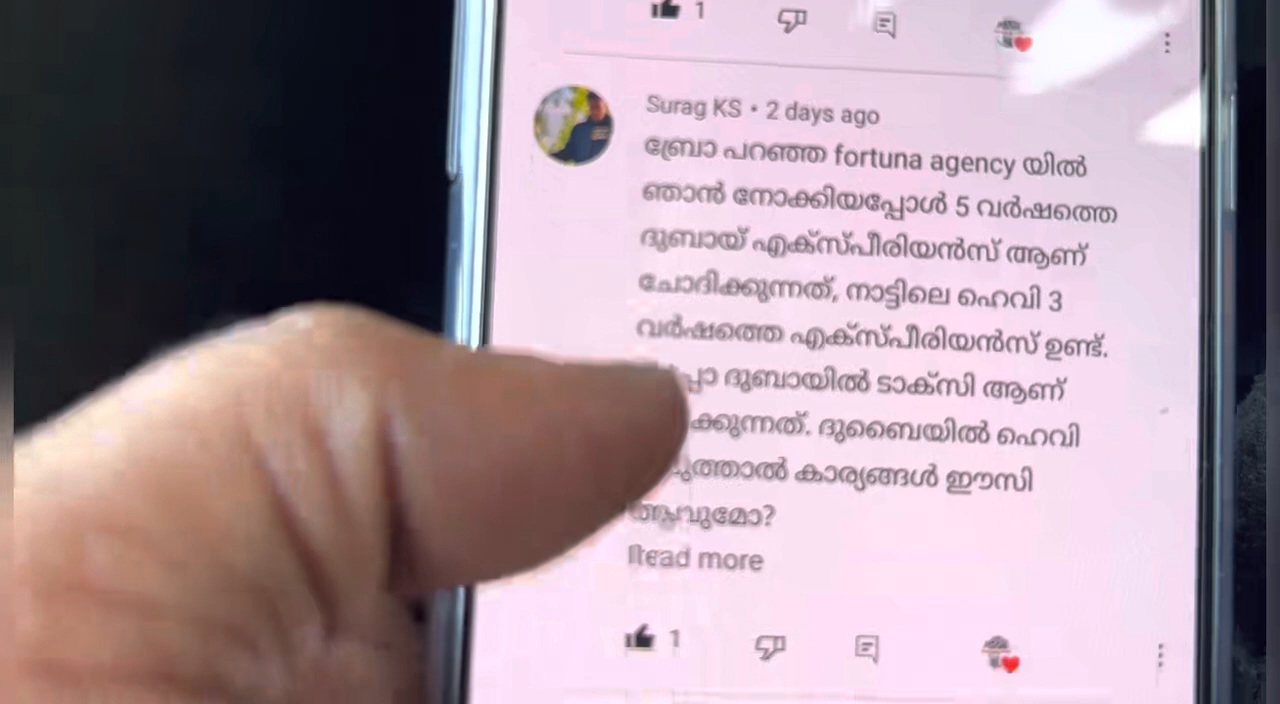 1
Surag KS • 2 days ago
ബ്രോ പറഞ്ഞ fortuna agency യിൽ
ഞാൻ നോക്കിയപ്പോൾ 5 വർഷത്തെ
ദുബായ് എക്സ്പീരിയൻസ് ആണ്
ചോദിക്കുന്നത്, നാട്ടിലെ ഹെവി 3
വർഷത്തെ എക്സ്പീരിയൻസ് ഉണ്ട്.
ദുബായിൽ ടാക്സി ആണ്
ദുബൈയിൽ ഹെവി
കാര്യങ്ങൾ ഈസി
ആവുമോ?
Read more
1